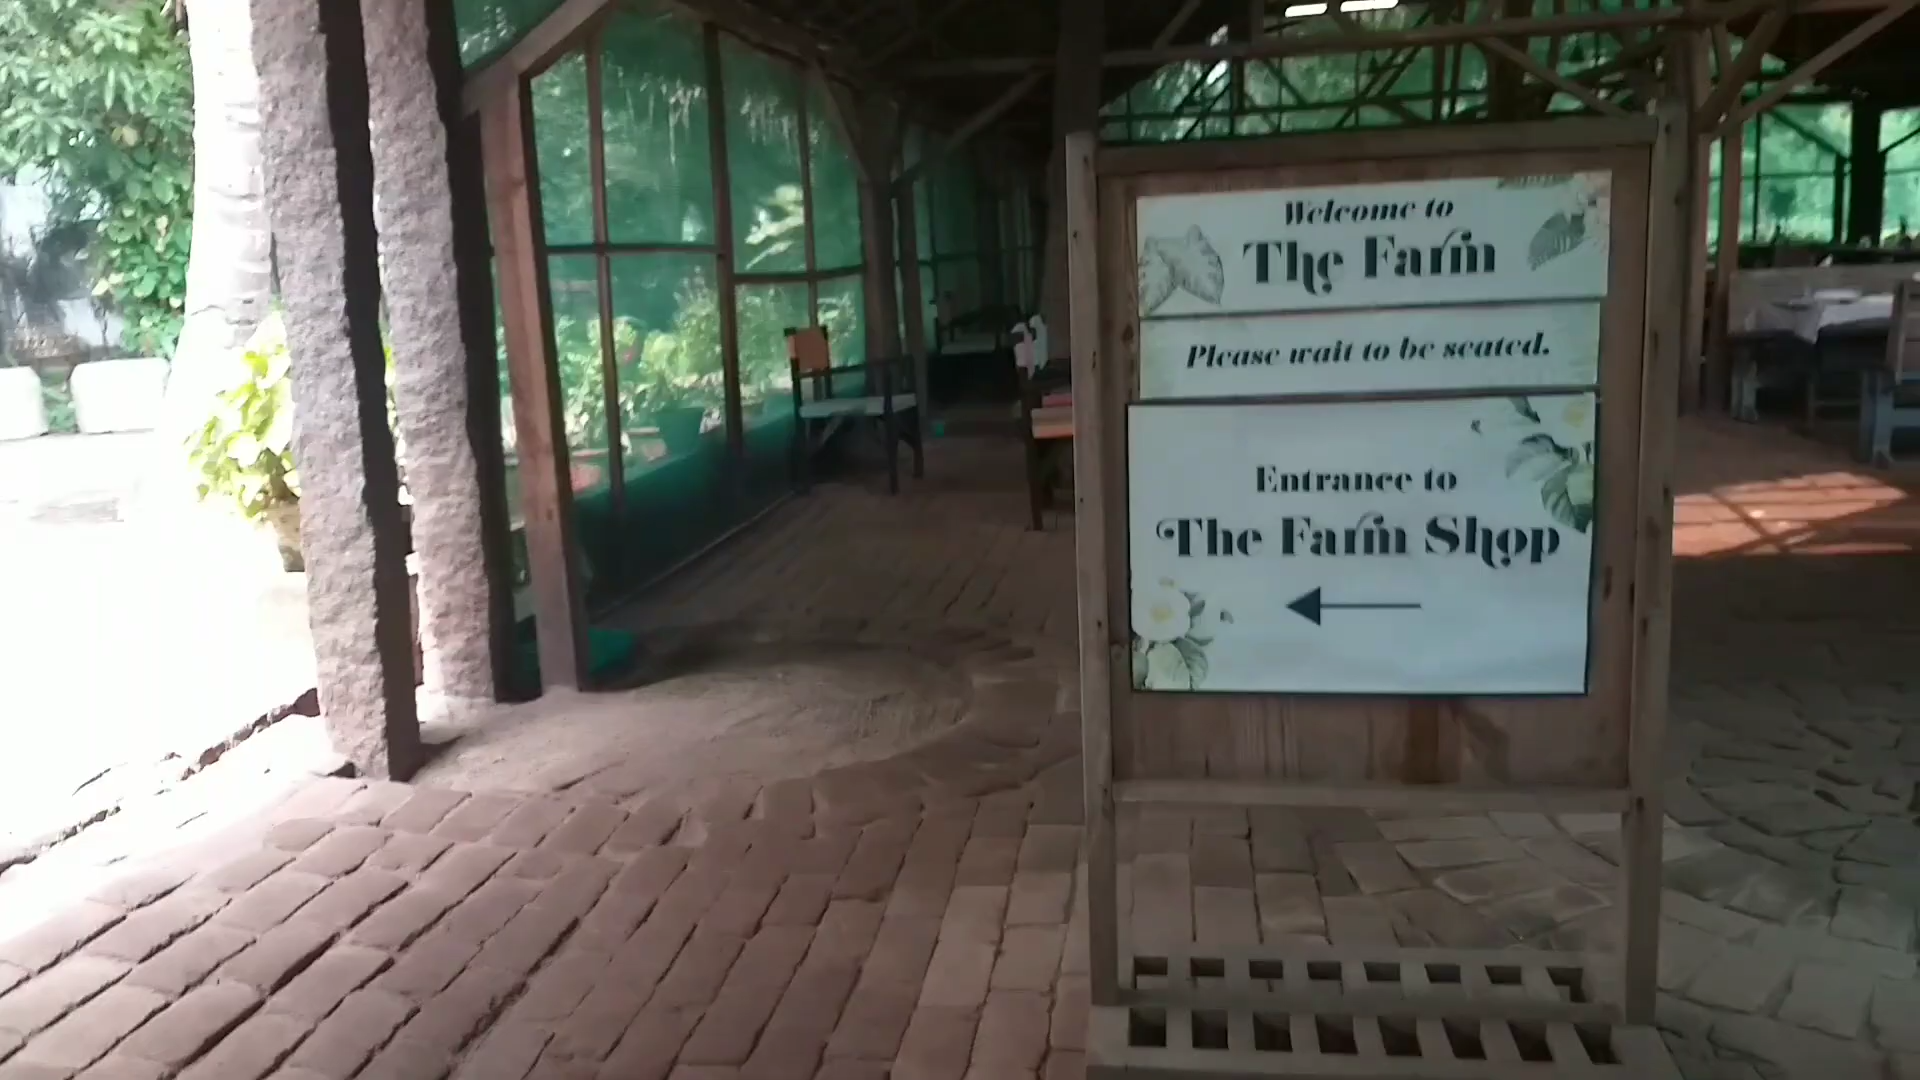 Welcome to
The Farm
Please wait to be seated.
Entrance to
The Farm Shop